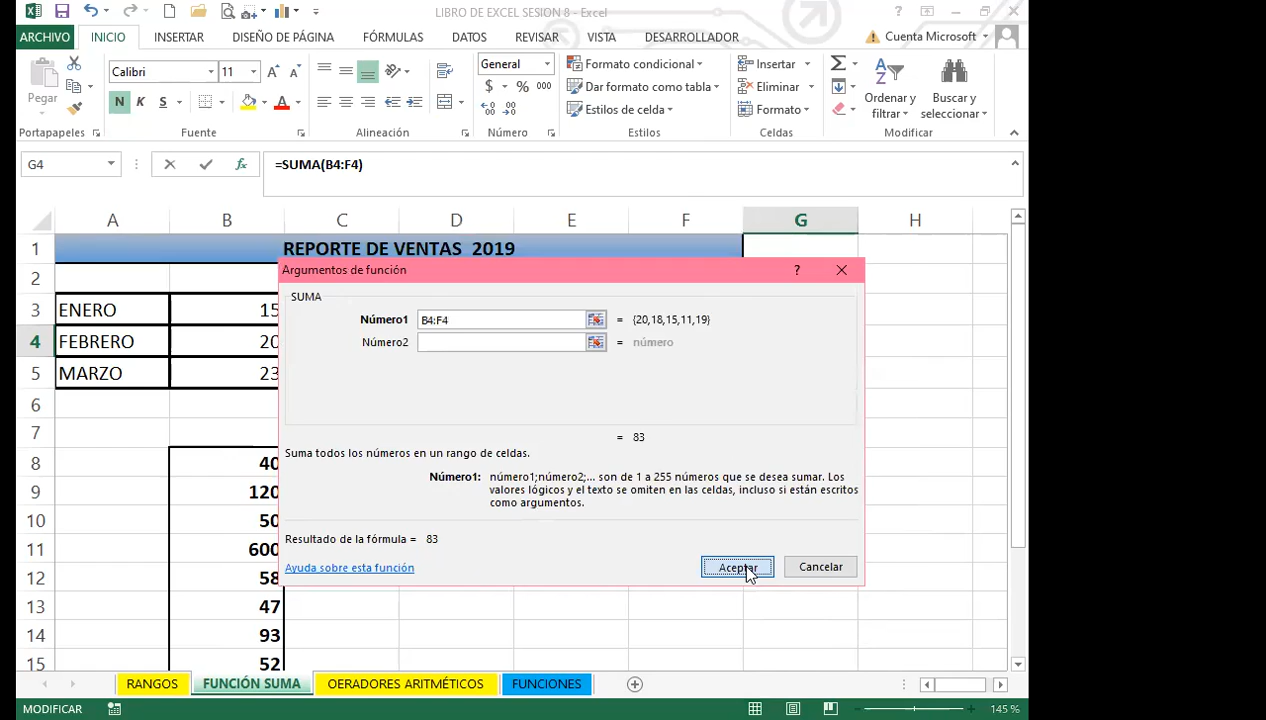 LIBRO DE EXCEL SESION 8 - Excel
ARCHIVO INICIO INSERTAR DISEÑO DE PÁGINA FÓRMULAS DATOS REVISAR VISTA DESARROLLADOR Cuenta Microsoft
Pegar
Calibri 11
N K S
General
$ % 000
Formato condicional
Dar formato como tabla
Estilos de celda
Insertar
Eliminar
Formato
Ordenar y filtrar
Buscar y seleccionar
Portapapeles Fuente Alineación Número Estilos Celdas Modificar
G4 fx =SUMA(B4:F4)
A B C D E F G H
1 REPORTE DE VENTAS 2019
2
3 ENERO 15
4 FEBRERO 20
5 MARZO 23
6
7
8 40
9 120
10 50
11 600
12 58
13 47
14 93
15 52
Argumentos de función
SUMA
Número1 B4:F4 = {20,18,15,11,19}
Número2 = número
= 83
Suma todos los números en un rango de celdas.
Número1: número1;número2;... son de 1 a 255 números que se desea sumar. Los
valores lógicos y el texto se omiten en las celdas, incluso si están escritos
como argumentos.
Resultado de la fórmula = 83
Ayuda sobre esta función
Aceptar Cancelar
RANGOS FUNCIÓN SUMA OERADORES ARITMÉTICOS FUNCIONES
MODIFICAR 145 %